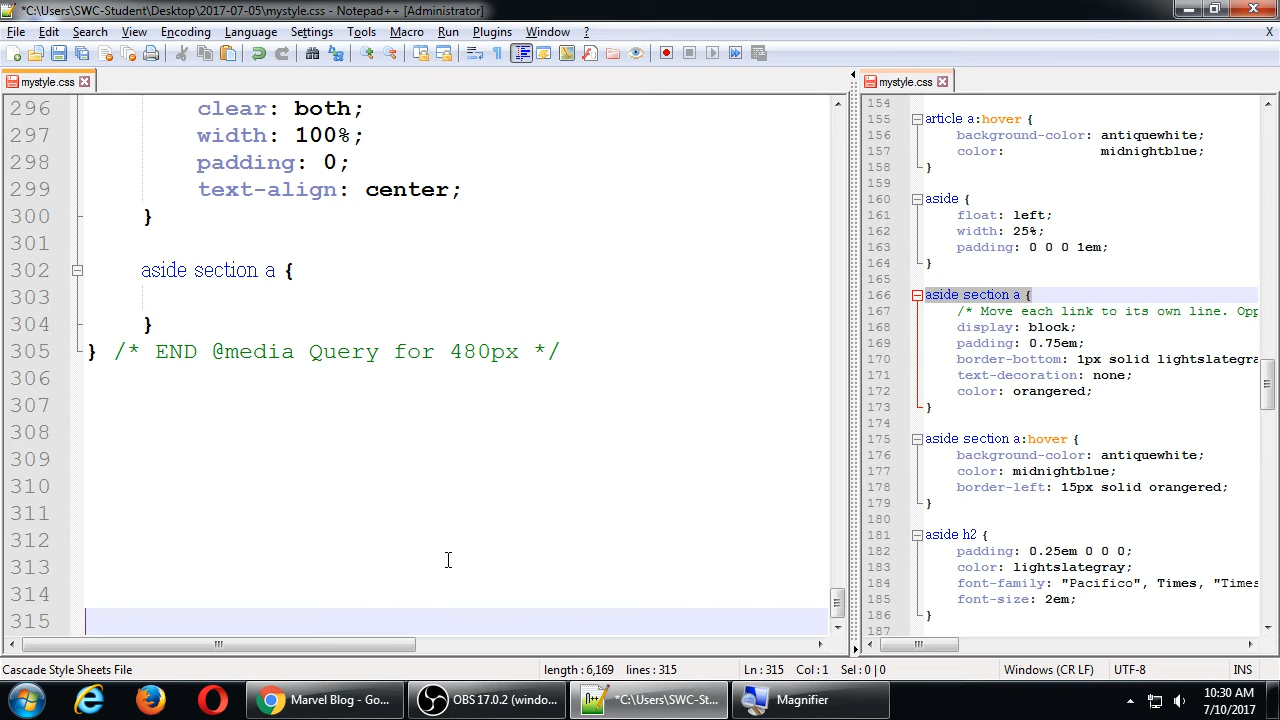 *C:\Users\SWC-Student\Desktop\2017-07-05\mystyle.css - Notepad++ [Administrator]
File Edit Search View Encoding Language Settings Tools Macro Run Plugins Window ? X
mystyle.css
296 clear: both;
297 width: 100%;
298 padding: 0;
299 text-align: center;
300 }
301
302 aside section a {
303
304 }
305 } /* END @media Query for 480px */
306
307
308
309
310
311
312
313
314
315
mystyle.css
154
155 article a:hover {
156 background-color: antiquewhite;
157 color: midnightblue;
158 }
159
160 aside {
161 float: left;
162 width: 25%;
163 padding: 0 0 0 1em;
164 }
165
166 aside section a {
167 /* Move each link to its own line. Opp
168 display: block;
169 padding: 0.75em;
170 border-bottom: 1px solid lightslategra
171 text-decoration: none;
172 color: orangered;
173 }
174
175 aside section a:hover {
176 background-color: antiquewhite;
177 color: midnightblue;
178 border-left: 15px solid orangered;
179 }
180
181 aside h2 {
182 padding: 0.25em 0 0 0;
183 color: lightslategray;
184 font-family: "Pacifico", Times, "Times
185 font-size: 2em;
186 }
187
Cascade Style Sheets File length : 6,169 lines : 315 Ln : 315 Col : 1 Sel : 0 | 0 Windows (CR LF) UTF-8 INS
Marvel Blog - Go... OBS 17.0.2 (windo... *C:\Users\SWC-St... Magnifier 10:30 AM
7/10/2017